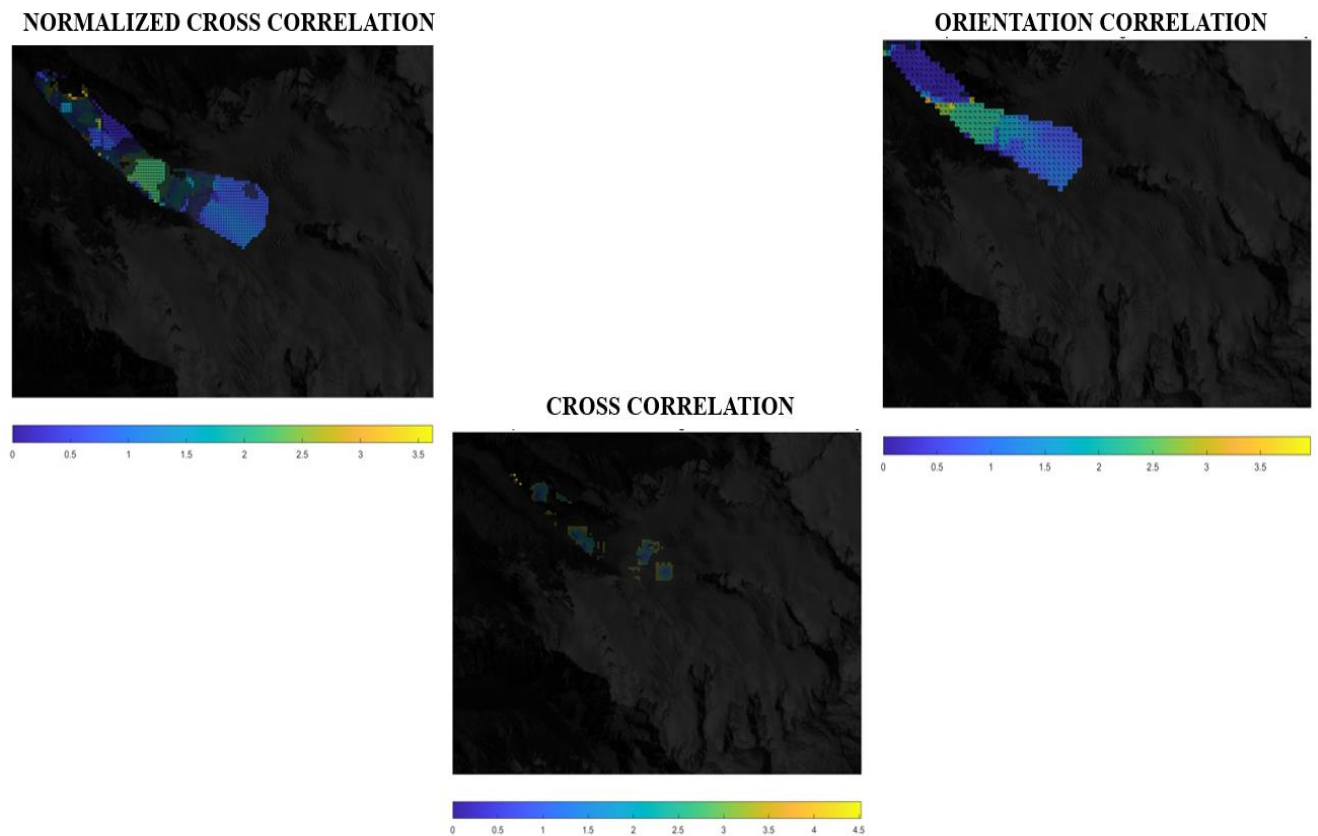 NORMALIZED CROSS CORRELATION
ORIENTATION CORRELATION
0 0.5 1 1.5 2 2.5 3 3.5
0 0.5 1 1.5 2 2.5 3 3.5
CROSS CORRELATION
0 0.5 1 1.5 2 2.5 3 3.5 4 4.5